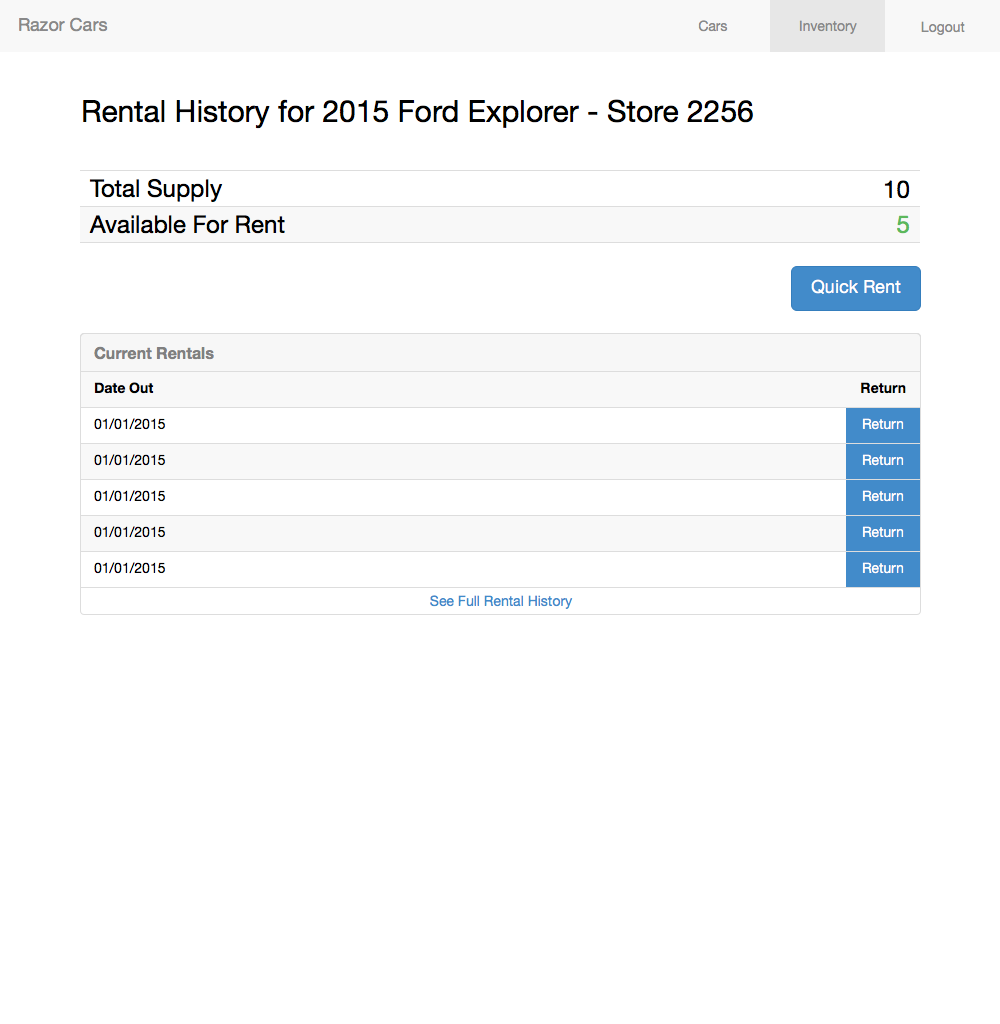 Razor Cars Cars Inventory Logout
Rental History for 2015 Ford Explorer - Store 2256
Total Supply 10
Available For Rent 5
Quick Rent
Current Rentals
Date Out Return
01/01/2015 Return
01/01/2015 Return
01/01/2015 Return
01/01/2015 Return
01/01/2015 Return
See Full Rental History